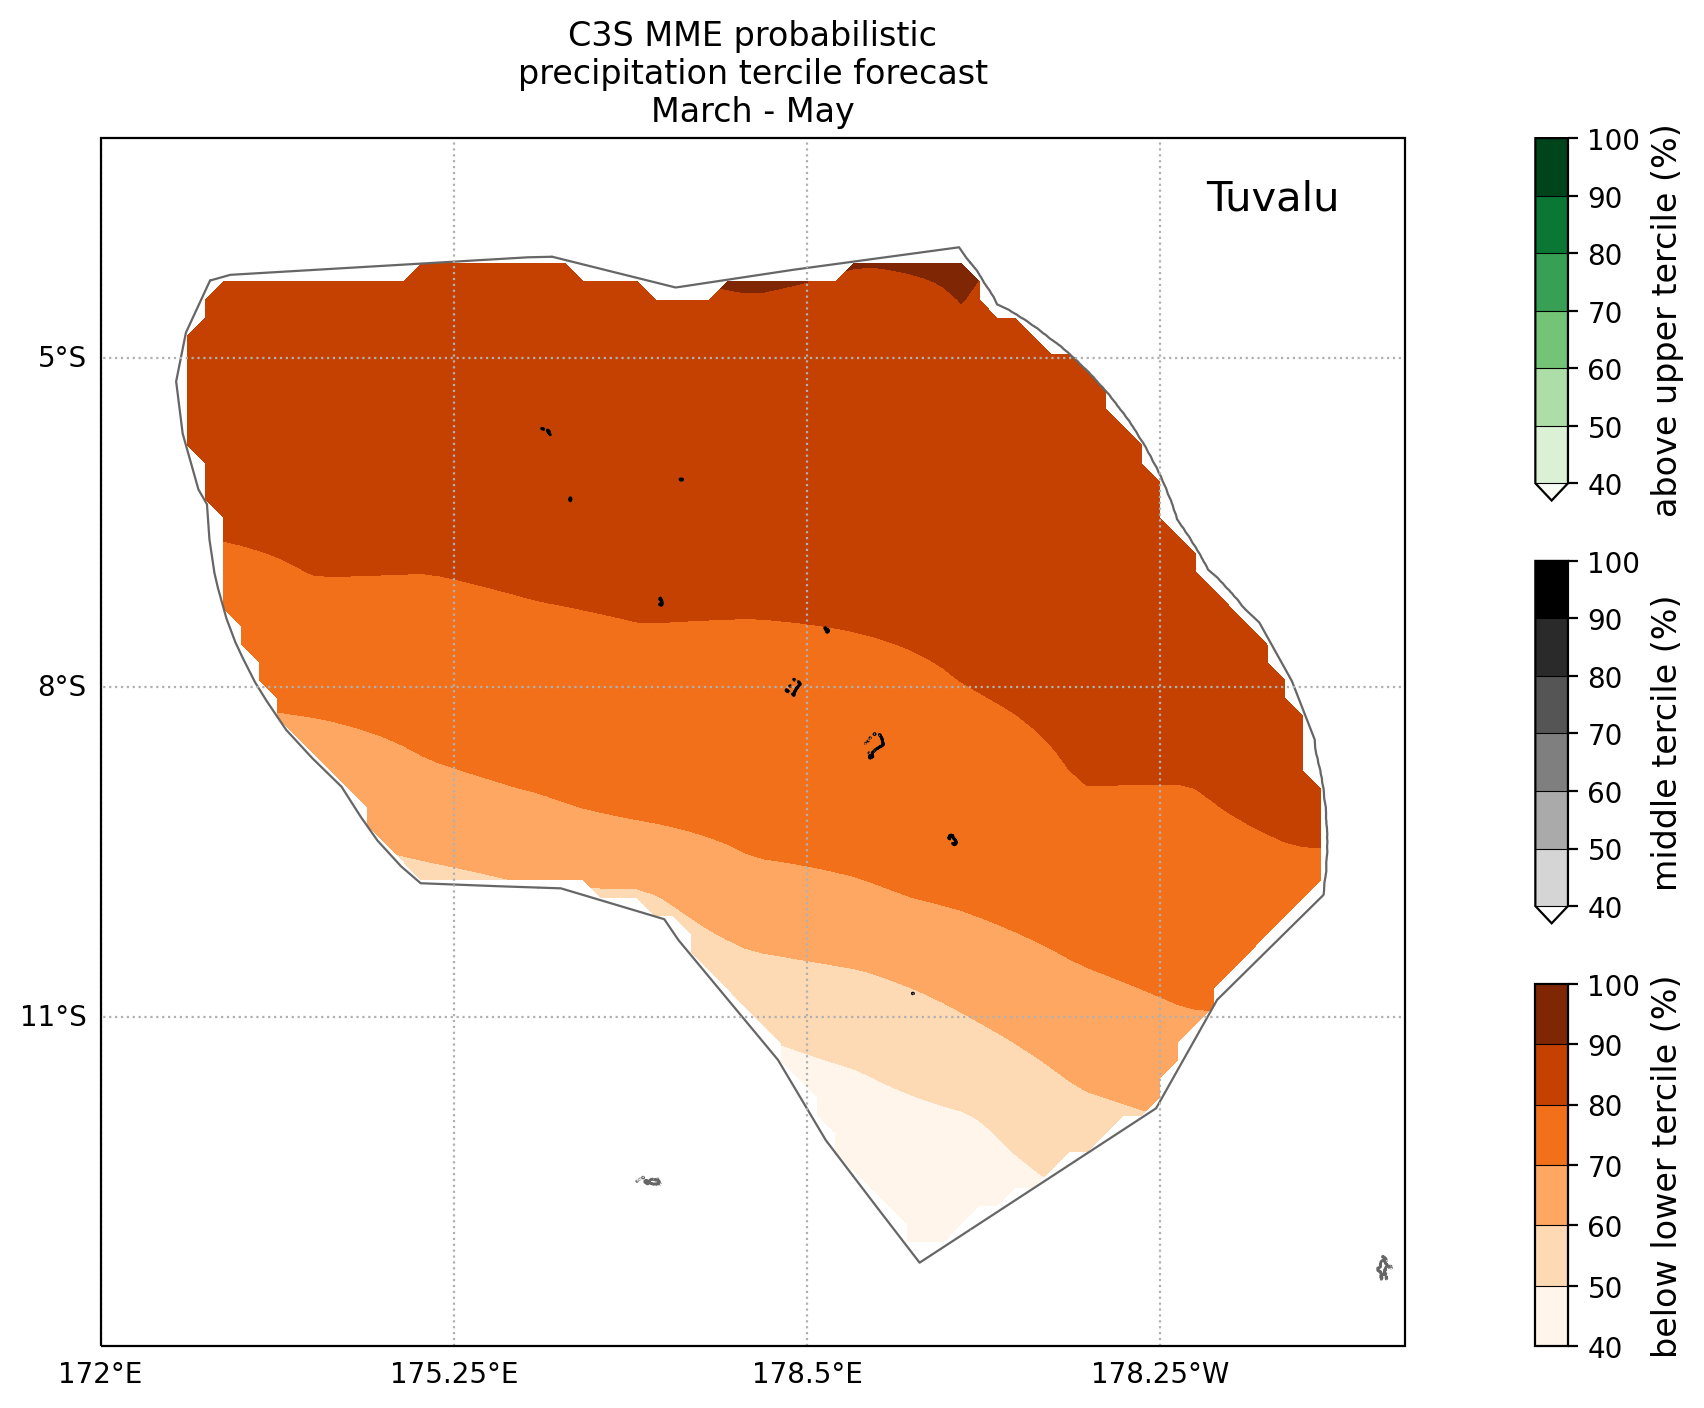 C3S MME probabilistic
precipitation tercile forecast
March - May
Tuvalu
5°S
8°S
11°S
172°E
175.25°E
178.5°E
178.25°W
100
90
80
70
60
50
40
above upper tercile (%)
100
90
80
70
60
50
40
middle tercile (%)
100
90
80
70
60
50
40
below lower tercile (%)